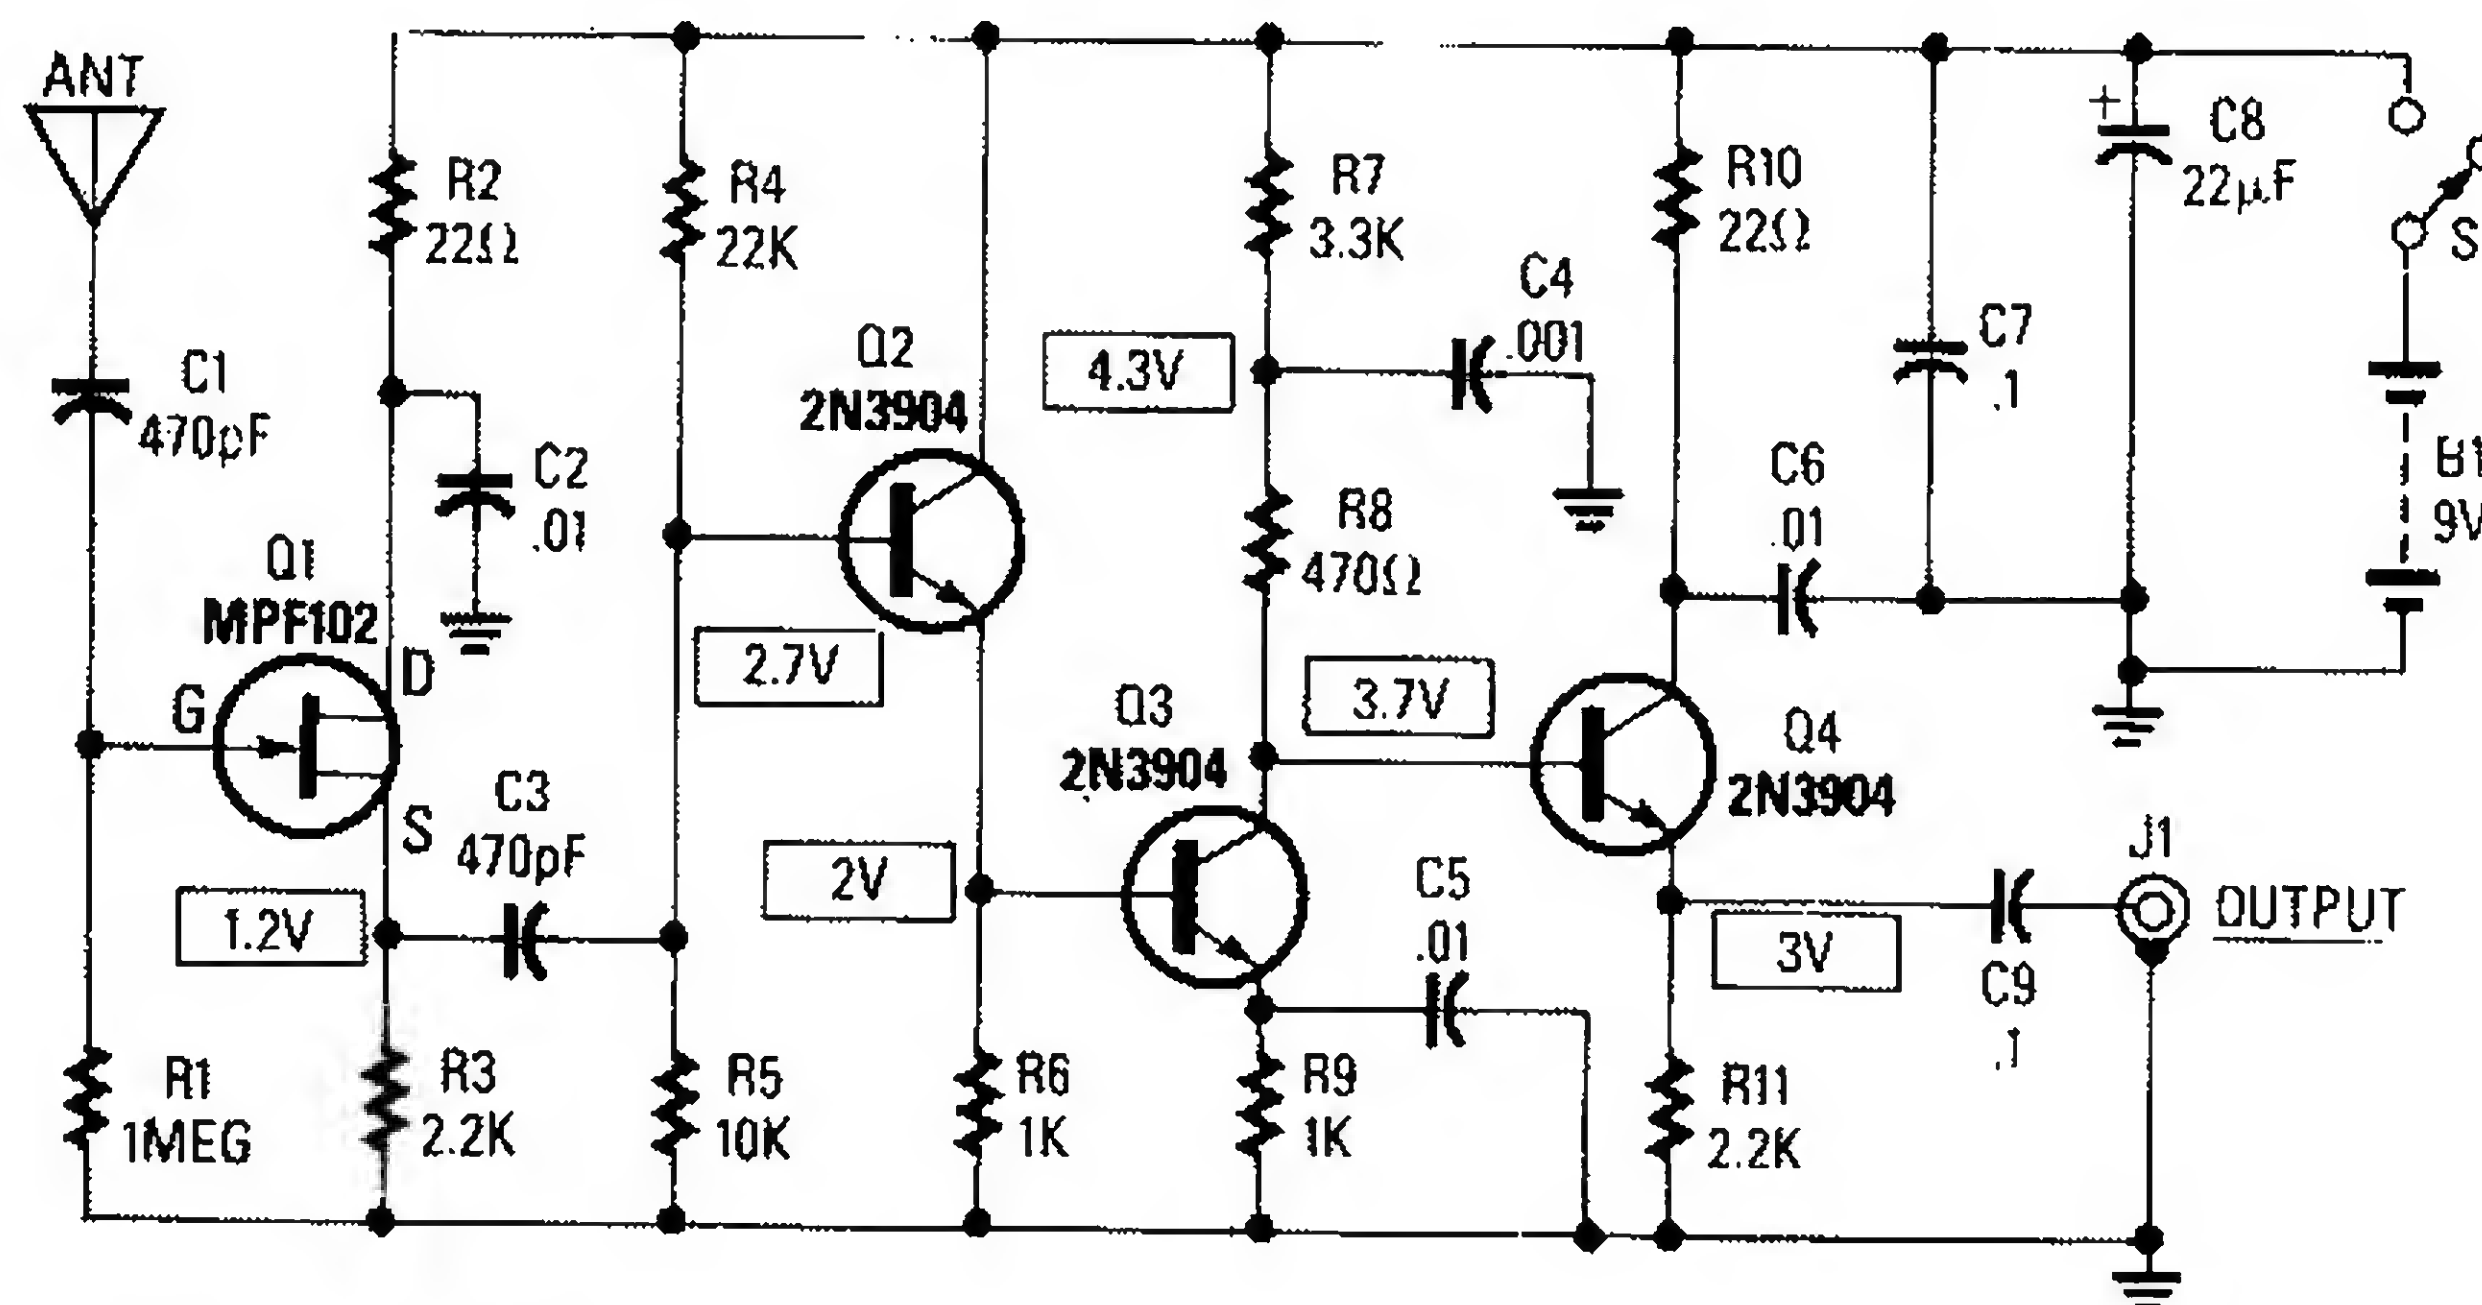 ANT
R2
22Ω
R4
22K
R7
3.3K
R10
22Ω
+
C8
22µF
S
C1
470pF
C2
.01
Q2
2N3904
4.3V
C4
.001
R8
470Ω
C6
.01
C7
.1
B1
9V
Q1
MPF102
G
D
S
2.7V
3.7V
Q3
2N3904
Q4
2N3904
C3
470pF
1.2V
2V
C5
.01
3V
C9
.1
J1
OUTPUT
R1
1MEG
R3
2.2K
R5
10K
R6
1K
R9
1K
R11
2.2K